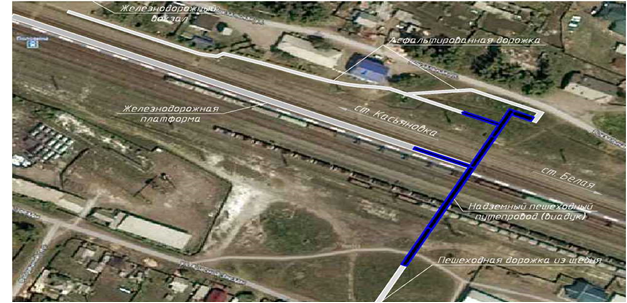 Железнодорожный
вокзал
Асфальтированная дорожка
Железнодорожная
платформа
ст. Касьяновка
ст. Белая
Надземный пешеходный
путепровод (виадук)
Пешеходная дорожка из щебня